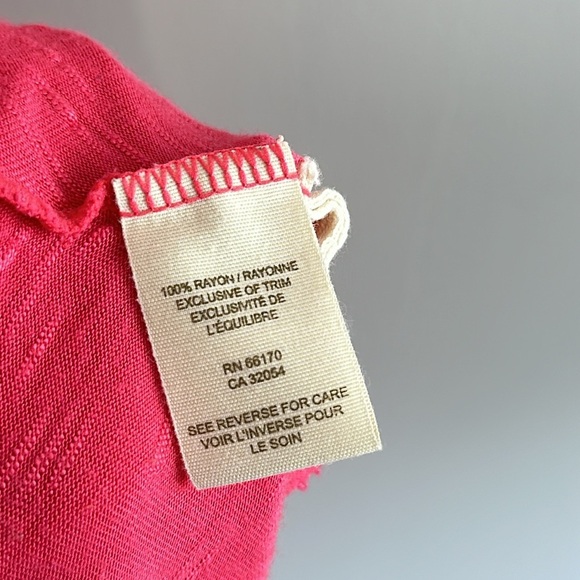 100% RAYON / RAYONNE
EXCLUSIVE OF TRIM
EXCLUSIVITÉ DE
L'ÉQUILIBRE
RN 66170
CA 32054
SEE REVERSE FOR CARE
VOIR L'INVERSE POUR
LE SOIN